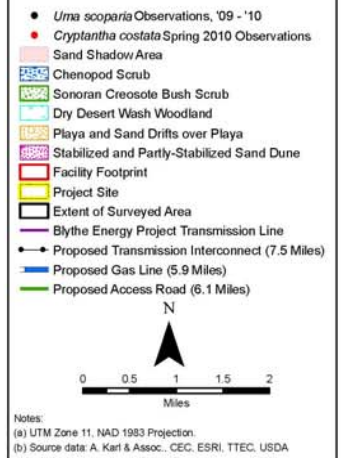 Uma scoparia Observations, '09 - '10
Cryptantha costata Spring 2010 Observations
Sand Shadow Area
Chenopod Scrub
Sonoran Creosote Bush Scrub
Dry Desert Wash Woodland
Playa and Sand Drifts over Playa
Stabilized and Partly-Stabilized Sand Dune
Facility Footprint
Project Site
Extent of Surveyed Area
Blythe Energy Project Transmission Line
Proposed Transmission Interconnect (7.5 Miles)
Proposed Gas Line (5.9 Miles)
Proposed Access Road (6.1 Miles)
N
0 0.5 1 1.5 2
Miles
Notes:
(a) UTM Zone 11, NAD 1983 Projection.
(b) Source data: A. Karl & Assoc., CEC, ESRI, TTEC, USDA